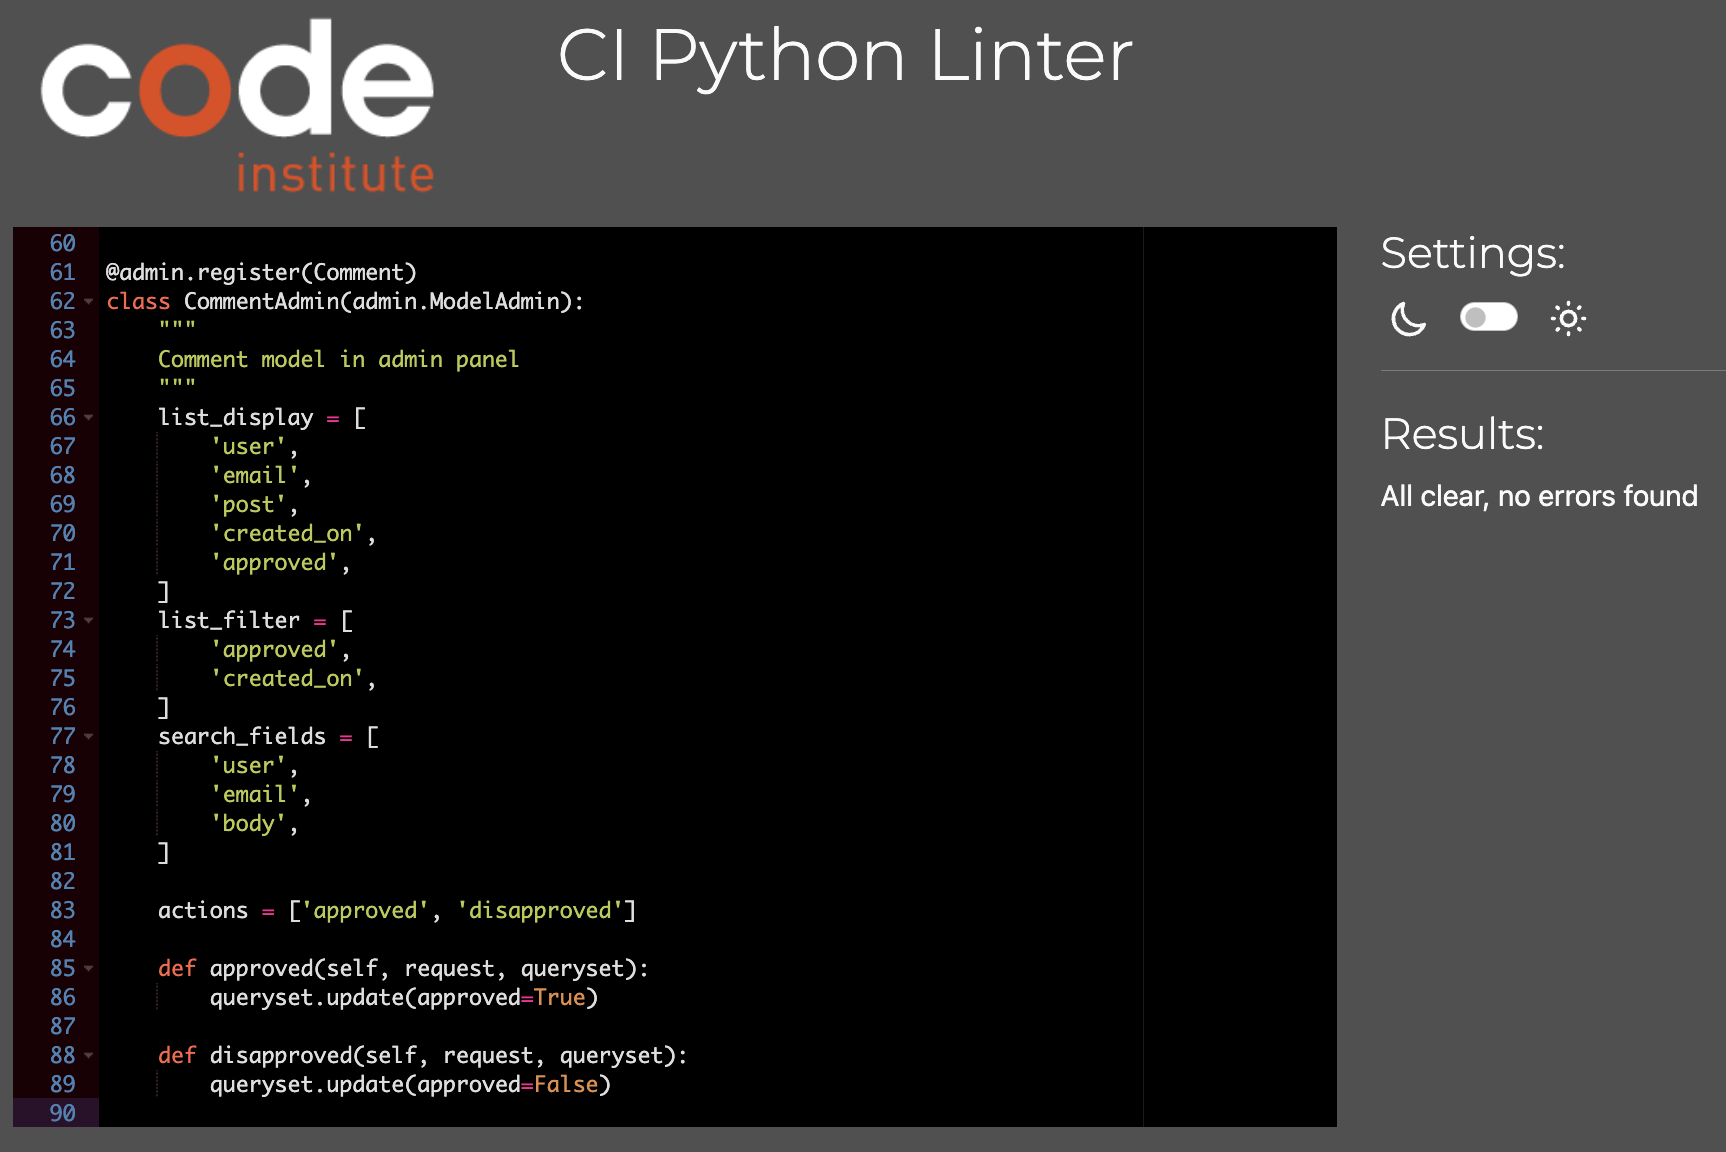 code
institute
CI Python Linter
60
61 @admin.register(Comment)
62 class CommentAdmin(admin.ModelAdmin):
63     """
64     Comment model in admin panel
65     """
66     list_display = [
67         'user',
68         'email',
69         'post',
70         'created_on',
71         'approved',
72     ]
73     list_filter = [
74         'approved',
75         'created_on',
76     ]
77     search_fields = [
78         'user',
79         'email',
80         'body',
81     ]
82
83     actions = ['approved', 'disapproved']
84
85     def approved(self, request, queryset):
86         queryset.update(approved=True)
87
88     def disapproved(self, request, queryset):
89         queryset.update(approved=False)
90
Settings:
Results:
All clear, no errors found